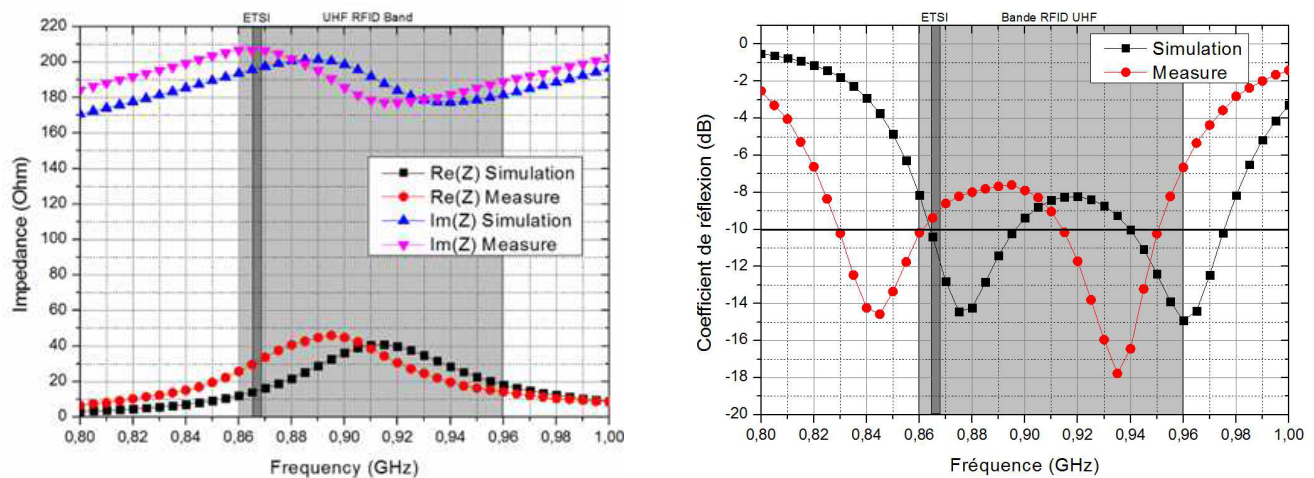 ETSI UHF RFID Band
220
200
180
160
140
120
100
80
60
40
20
0
Impedance (Ohm)
Re(Z) Simulation
Re(Z) Measure
Im(Z) Simulation
Im(Z) Measure
0,80 0,82 0,84 0,86 0,88 0,90 0,92 0,94 0,96 0,98 1,00
Frequency (GHz)
ETSI Bande RFID UHF
0
-2
-4
-6
-8
-10
-12
-14
-16
-18
-20
Coefficient de réflexion (dB)
Simulation
Measure
0,80 0,82 0,84 0,86 0,88 0,90 0,92 0,94 0,96 0,98 1,00
Fréquence (GHz)